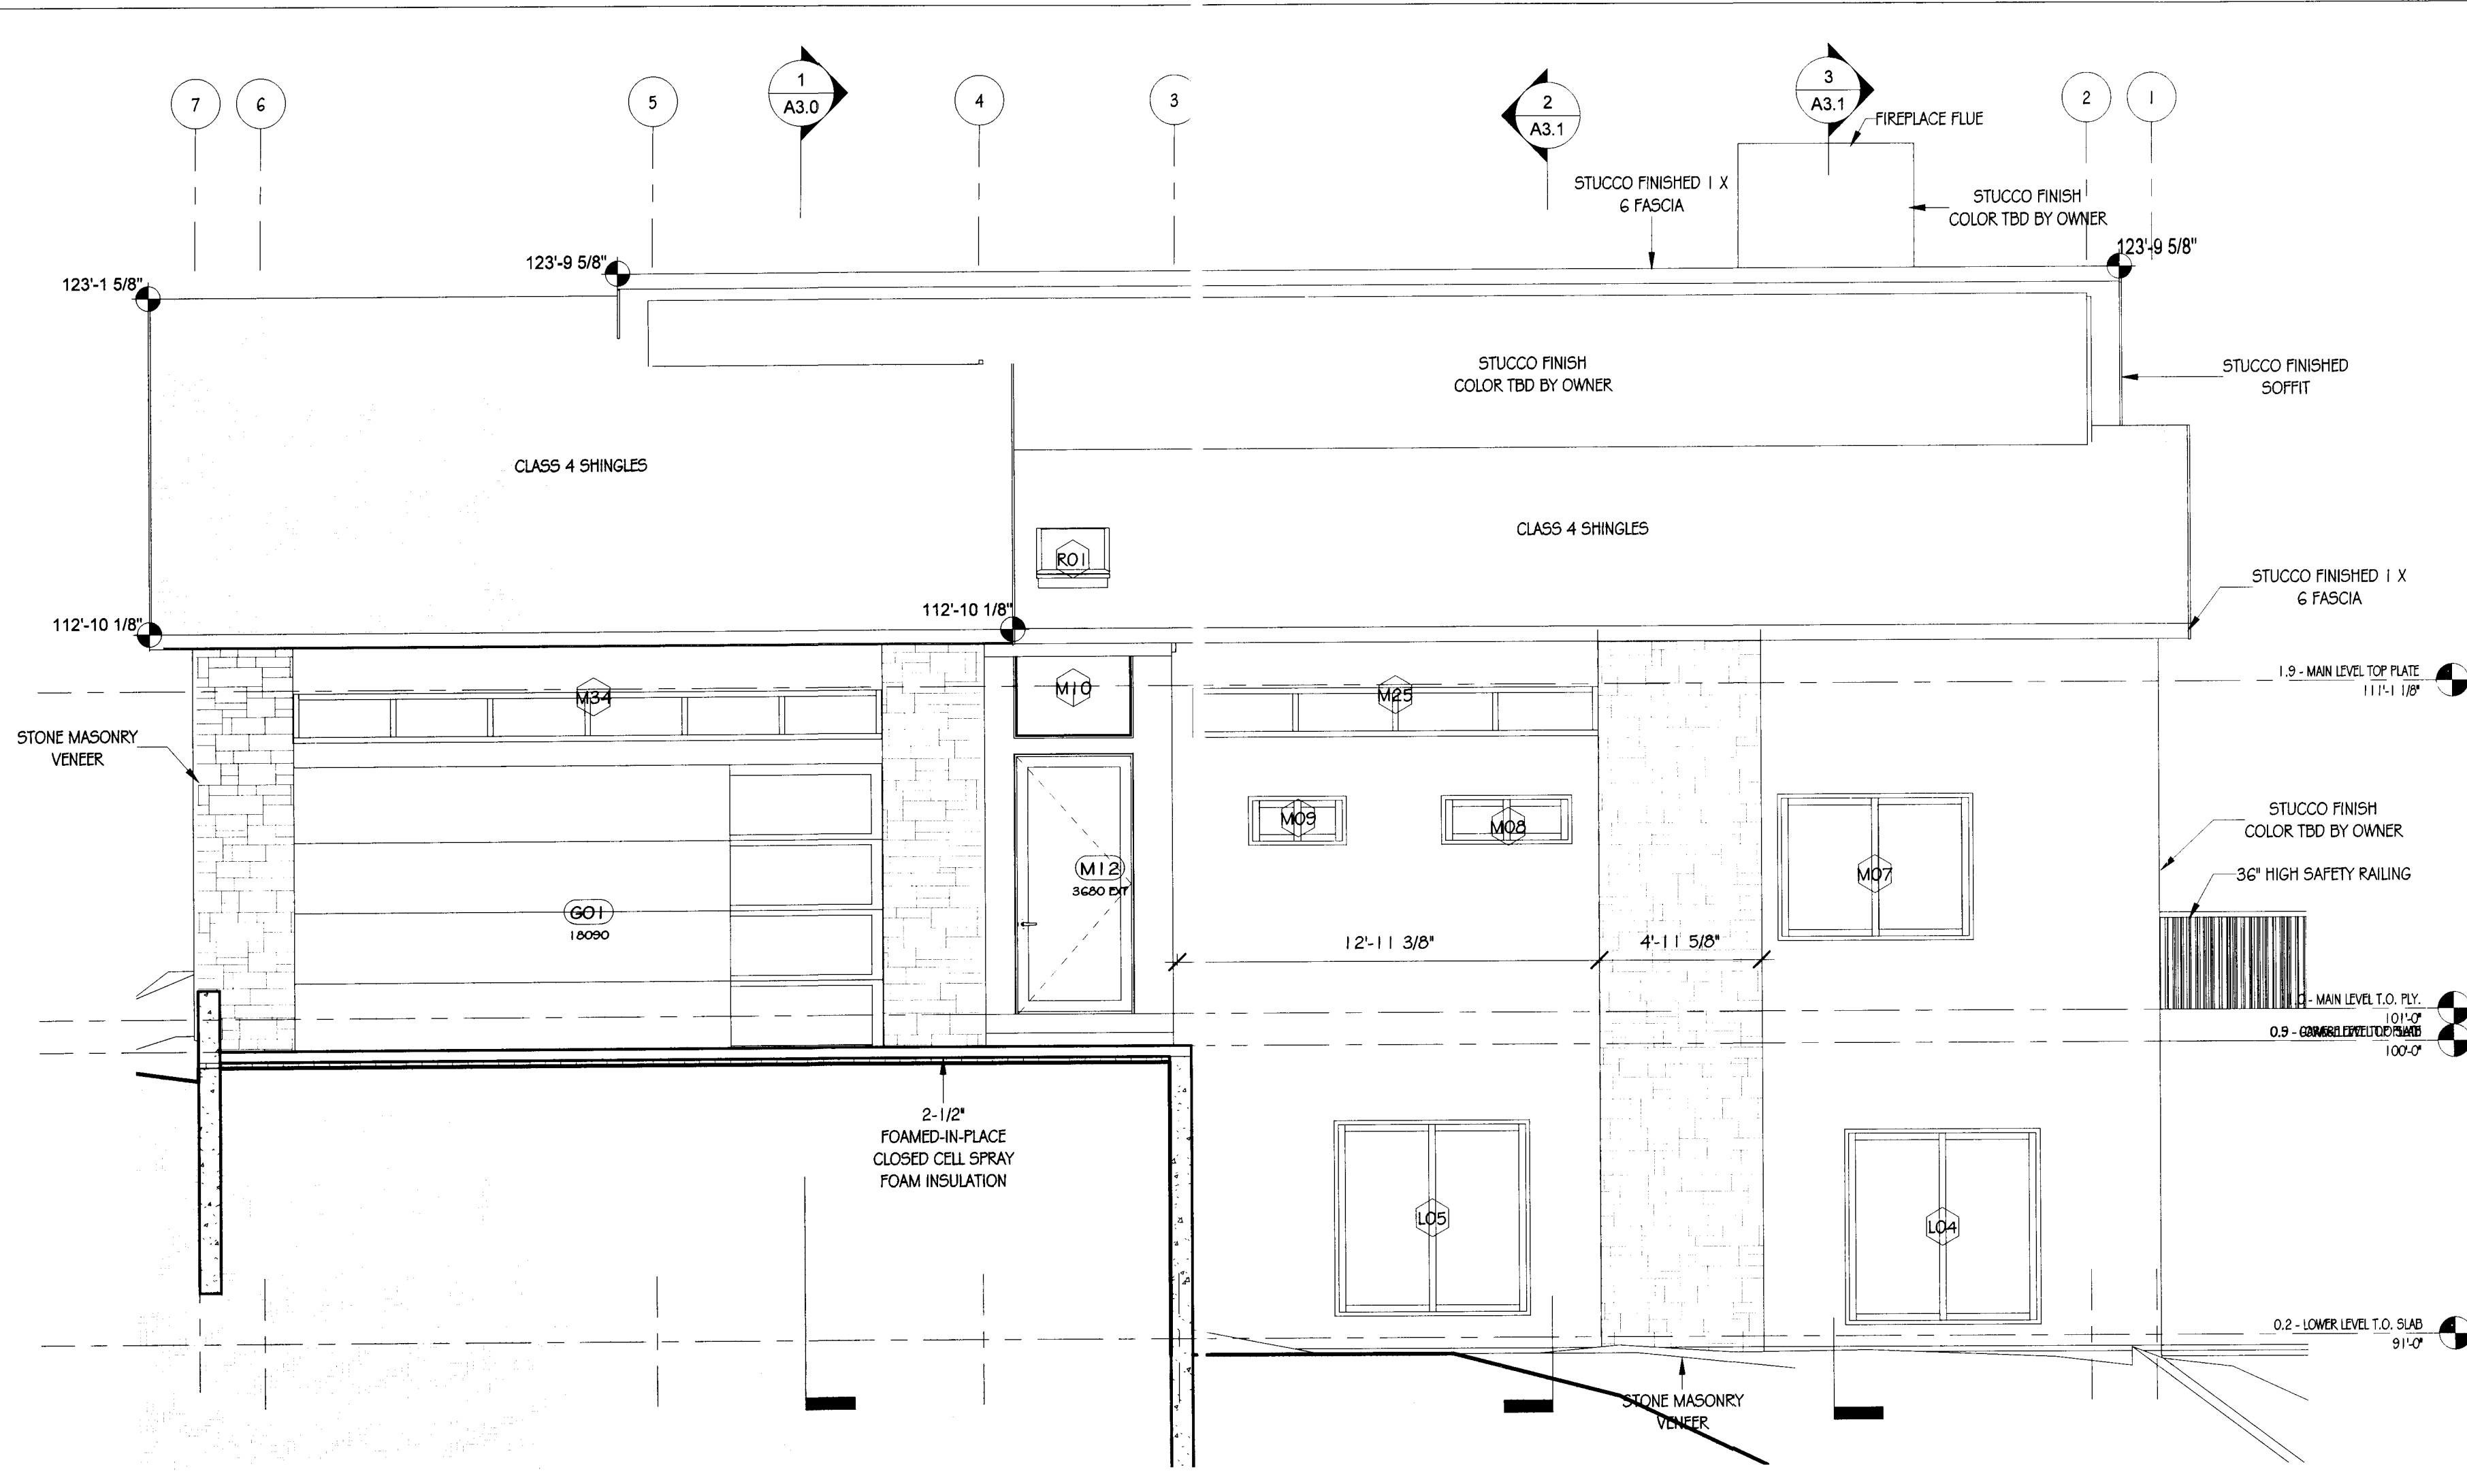 7
6
5
1
A3.0
4
3
2
A3.1
3
A3.1
2
1
FIREPLACE FLUE
STUCCO FINISHED 1 X
6 FASCIA
STUCCO FINISH
COLOR TBD BY OWNER
123'-1 5/8"
123'-9 5/8"
123'-9 5/8"
STUCCO FINISH
COLOR TBD BY OWNER
STUCCO FINISHED
SOFFIT
CLASS 4 SHINGLES
CLASS 4 SHINGLES
R01
STUCCO FINISHED 1 X
6 FASCIA
112'-10 1/8"
112'-10 1/8"
1.9 - MAIN LEVEL TOP PLATE
111'-1 1/8"
M34
M10
M25
STONE MASONRY
VENEER
M09
M08
M07
STUCCO FINISH
COLOR TBD BY OWNER
36" HIGH SAFETY RAILING
M12
3680 EXT
G01
18090
12'-11 3/8"
4'-11 5/8"
- MAIN LEVEL T.O. PLY.
101'-0"
100'-0"
2-1/2"
FOAMED-IN-PLACE
CLOSED CELL SPRAY
FOAM INSULATION
L05
L04
0.2 - LOWER LEVEL T.O. SLAB
91'-0"
STONE MASONRY
VENEER